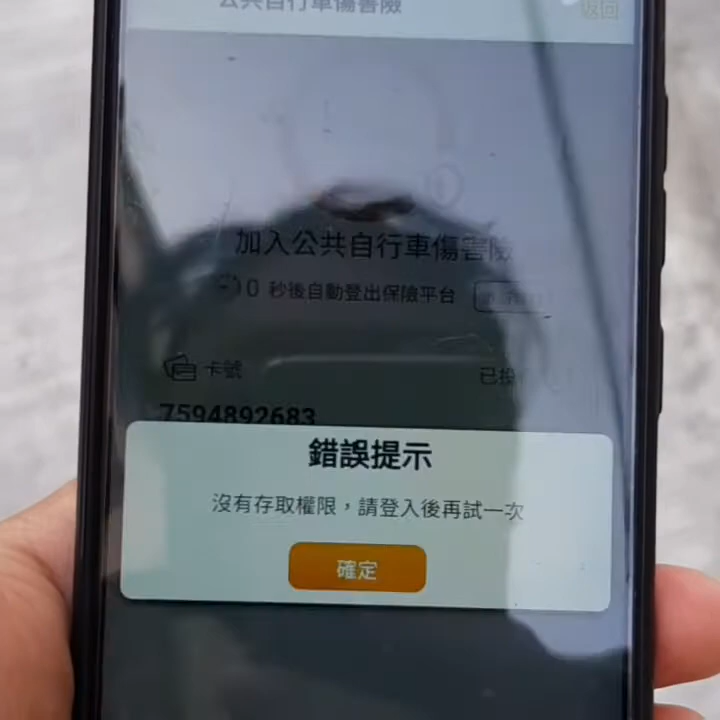 公共自行車傷害險
返回
加入公共自行車傷害險
0 秒後自動登出保險平台
卡號
已投
7594892683
錯誤提示
沒有存取權限，請登入後再試一次
確定